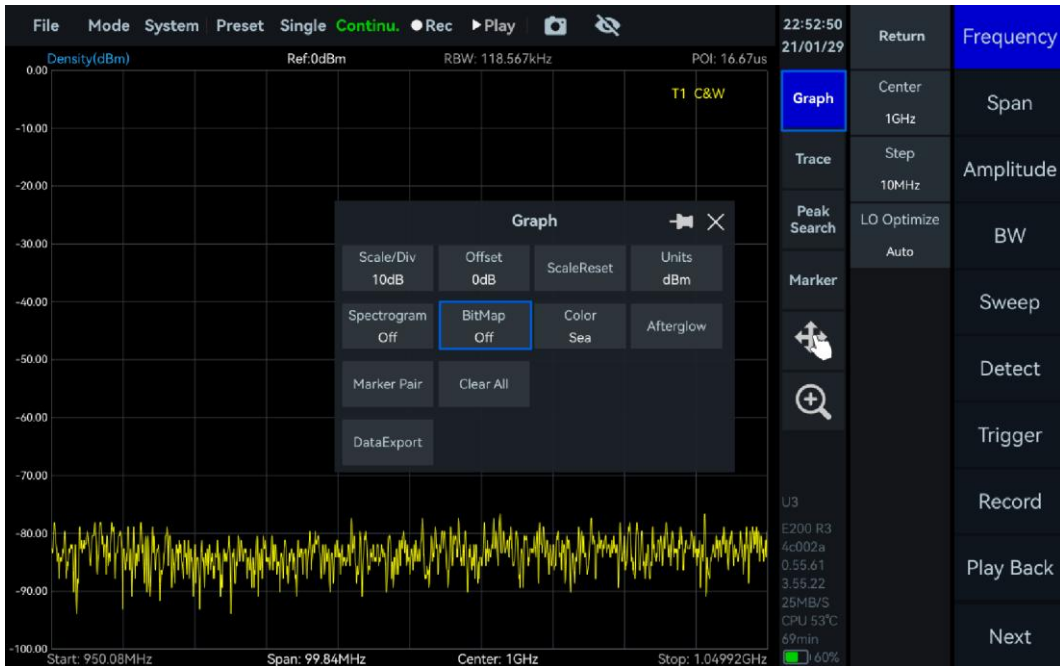 File Mode System Preset Single Continu. Rec Play
Density(dBm) Ref:0dBm RBW: 118.567kHz POI: 16.67us
T1 C&W
0.00
-10.00
-20.00
-30.00
-40.00
-50.00
-60.00
-70.00
-80.00
-90.00
-100.00
Start: 950.08MHz Span: 99.84MHz Center: 1GHz Stop: 1.04992GHz
Graph
Scale/Div
10dB
Offset
0dB
ScaleReset
Units
dBm
Spectrogram
Off
BitMap
Off
Color
Sea
Afterglow
Marker Pair
Clear All
DataExport
22:52:50
21/01/29
Graph
Trace
Peak
Search
Marker
U3
E200 R3
4c002a
0.55.61
3.55.22
25MB/S
CPU 53℃
69min
60%
Return
Center
1GHz
Step
10MHz
LO Optimize
Auto
Frequency
Span
Amplitude
BW
Sweep
Detect
Trigger
Record
Play Back
Next